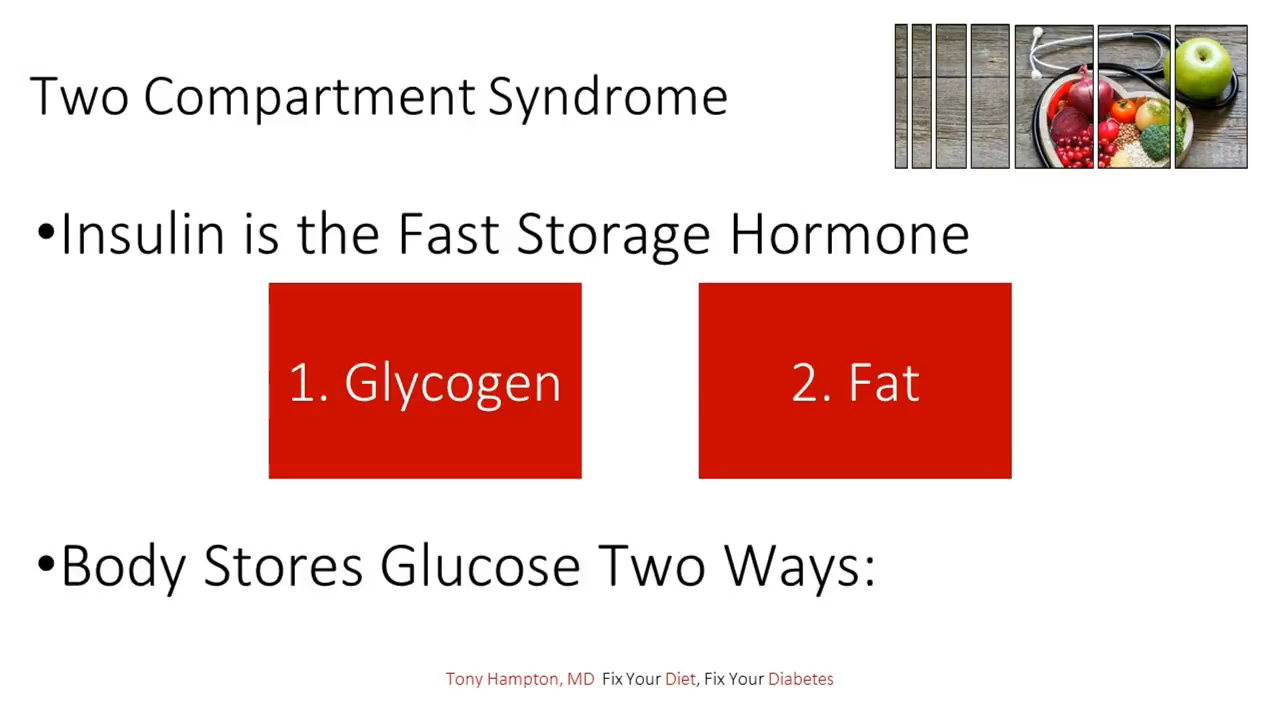 Two Compartment Syndrome
•Insulin is the Fast Storage Hormone
1. Glycogen
2. Fat
•Body Stores Glucose Two Ways:
Tony Hampton, MD Fix Your Diet, Fix Your Diabetes